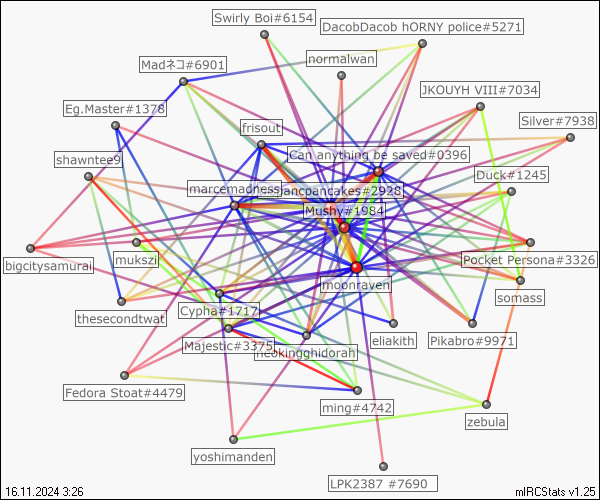 Swirly Boi#6154
DacobDacob hORNY police#5271
normalwan
Madネコ#6901
JKOUYH VIII#7034
Eg.Master#1378
Silver#7938
frisout
Can anything be saved#0396
shawntee9
Duck#1245
marcemadness
jancpancakes#2928
Mushy#1984
mukszi
Pocket Persona#3326
bigcitysamurai
moonraven
somass
Cypha#1717
thesecondtwat
eliakith
Pikabro#9971
Majestic#3375
neokingghidorah
Fedora Stoat#4479
ming#4742
zebula
yoshimanden
LPK2387 #7690
16.11.2024 3:26
mIRCStats v1.25